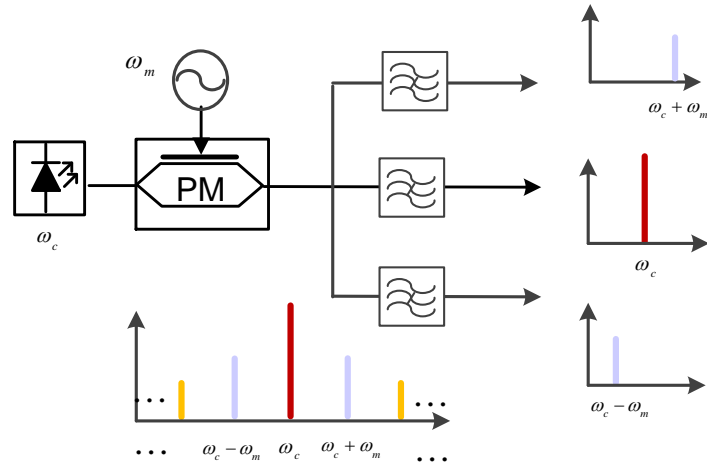 ω_m
ω_c + ω_m
PM
ω_c
ω_c
ω_c − ω_m
... ...
ω_c − ω_m ω_c ω_c + ω_m
... ...